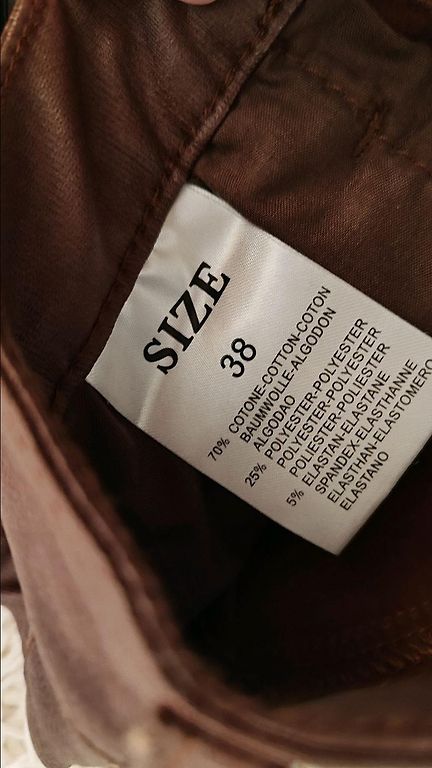 SIZE
38
70% COTONE-COTTON-COTON
BAUMWOLLE-ALGODON
ALGODAO
25% POLYESTER-POLYESTER
POLYESTER-POLYESTER
POLIESTER-POLIESTER
5% ELASTAN-ELASTANE
SPANDEX-ELASTHANNE
ELASTHAN-ELASTOMERO
ELASTANO